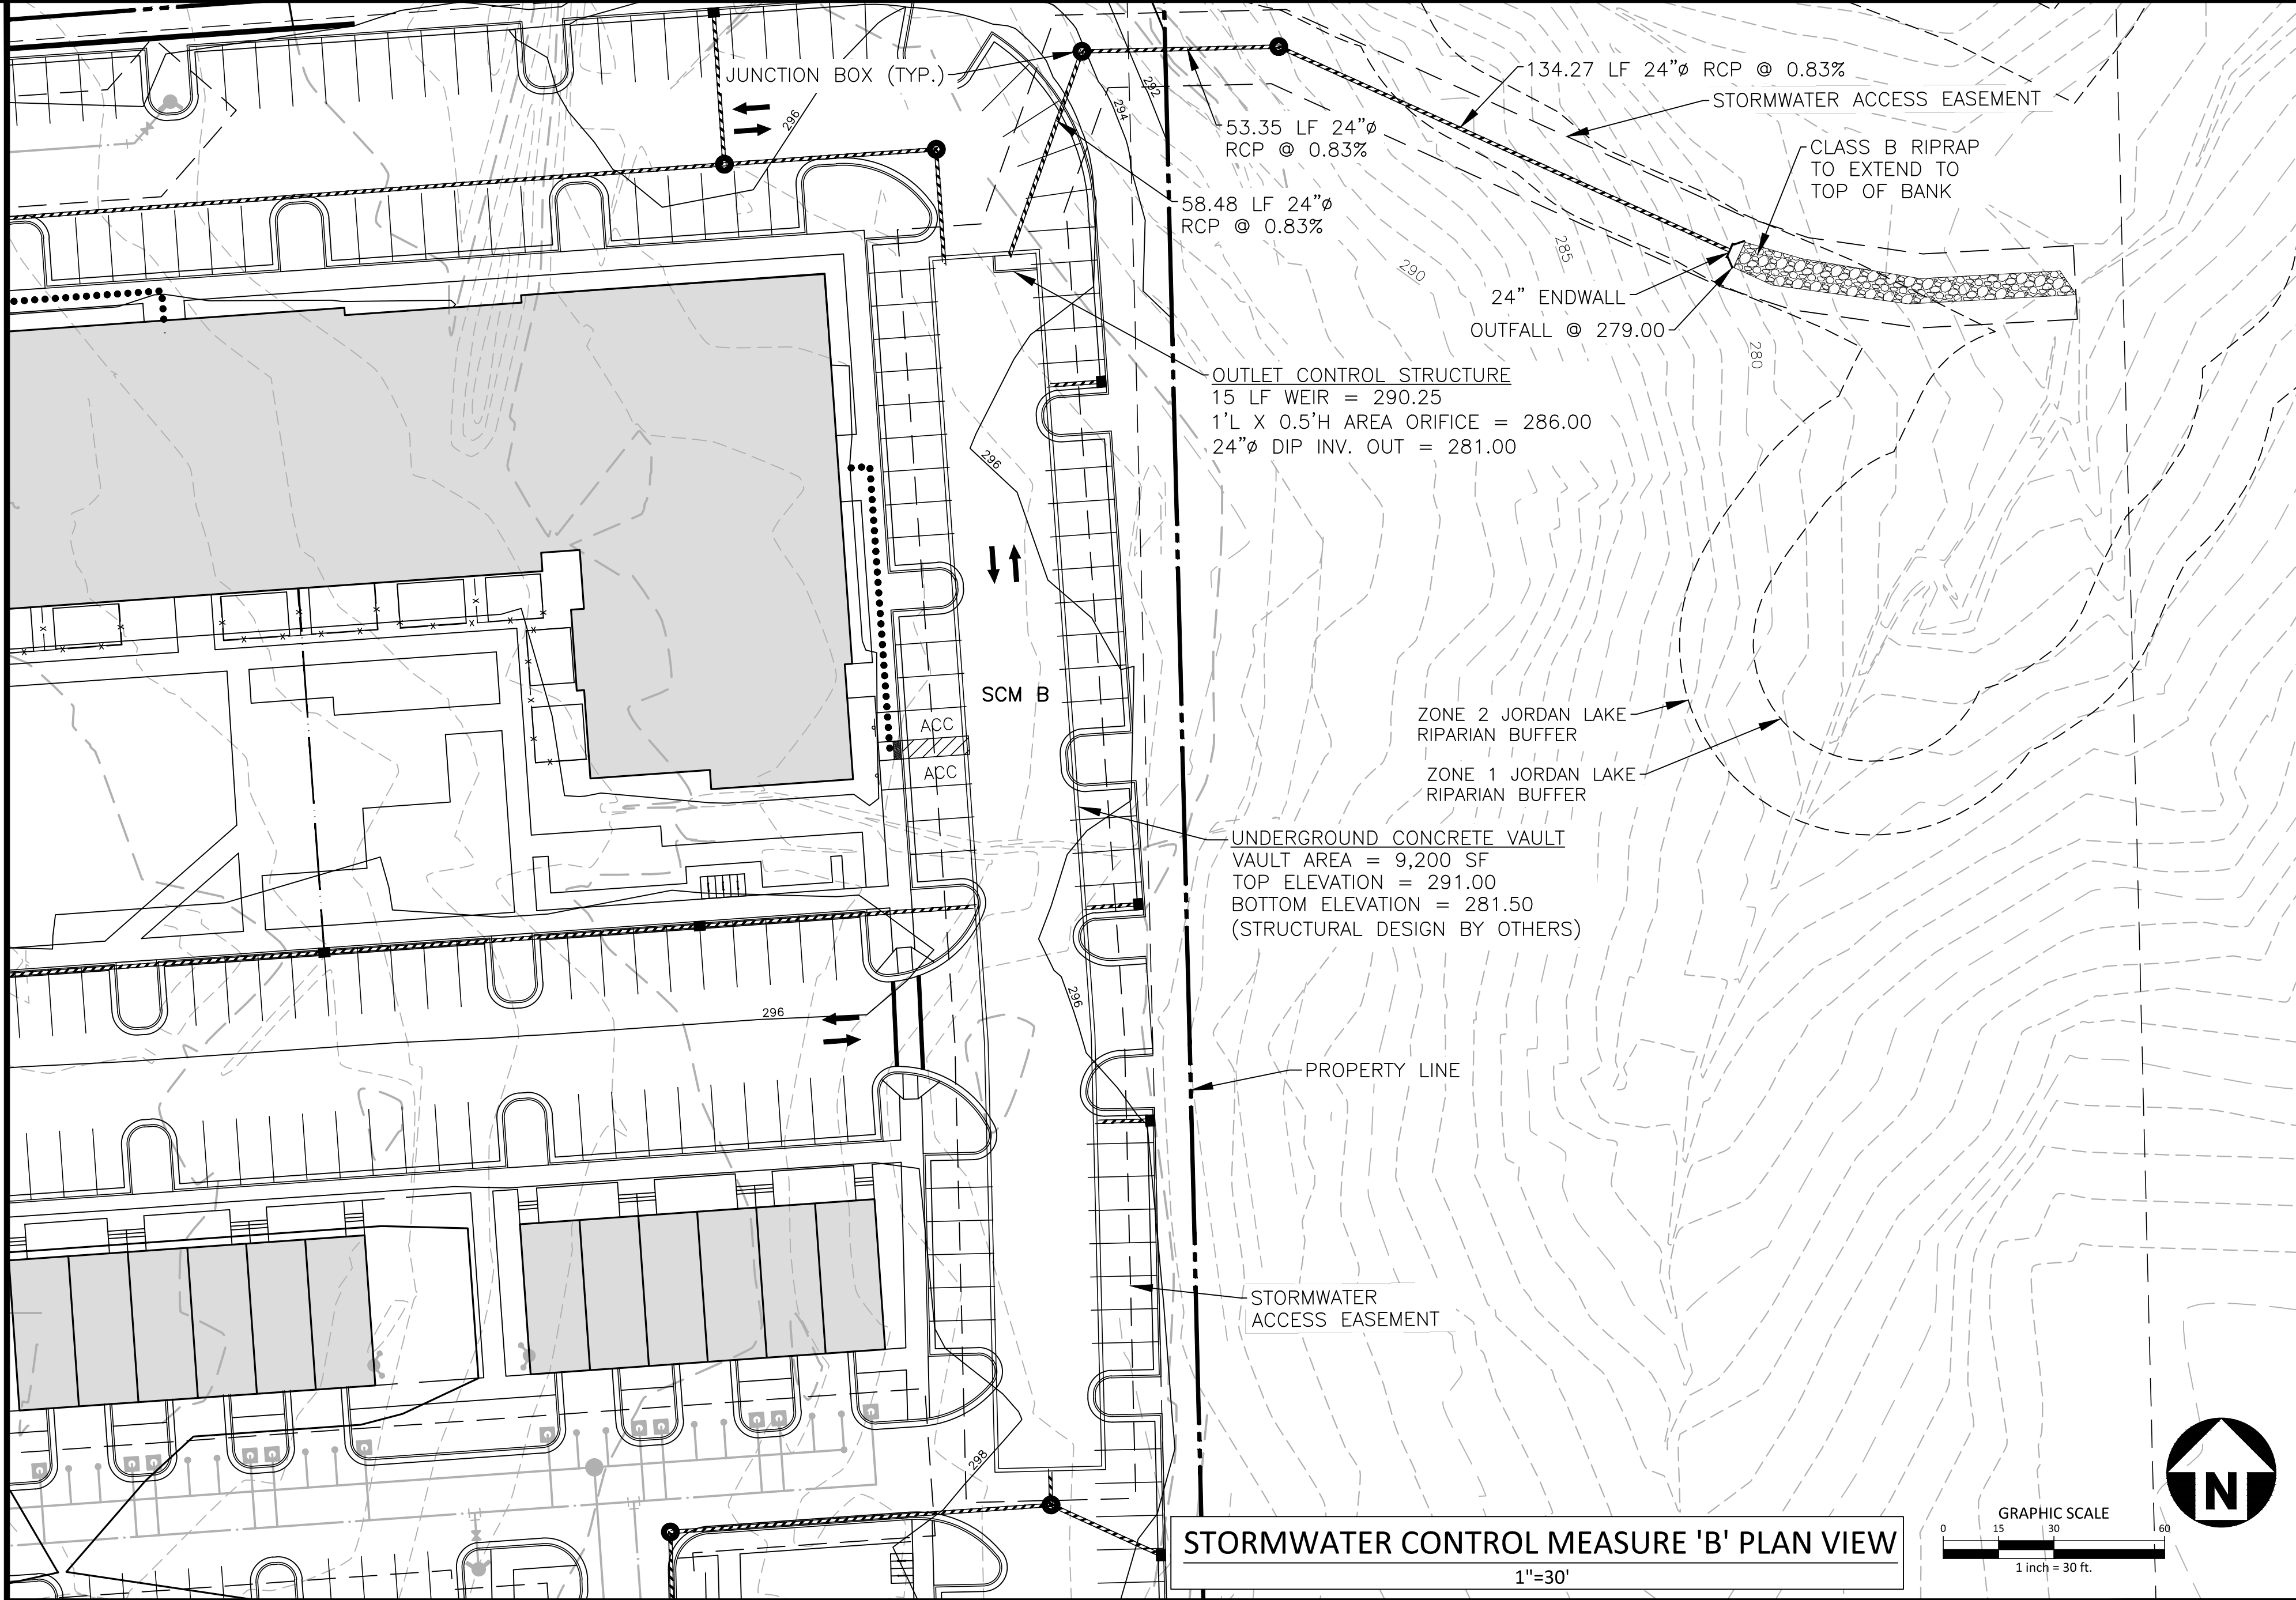 JUNCTION BOX (TYP.)
296
294
292
53.35 LF 24"ø
RCP @ 0.83%
58.48 LF 24"ø
RCP @ 0.83%
134.27 LF 24"ø RCP @ 0.83%
STORMWATER ACCESS EASEMENT
CLASS B RIPRAP
TO EXTEND TO
TOP OF BANK
290
285
280
24" ENDWALL
OUTFALL @ 279.00
OUTLET CONTROL STRUCTURE
15 LF WEIR = 290.25
1'L X 0.5'H AREA ORIFICE = 286.00
24"ø DIP INV. OUT = 281.00
296
SCM B
ACC
ACC
ZONE 2 JORDAN LAKE
RIPARIAN BUFFER
ZONE 1 JORDAN LAKE
RIPARIAN BUFFER
UNDERGROUND CONCRETE VAULT
VAULT AREA = 9,200 SF
TOP ELEVATION = 291.00
BOTTOM ELEVATION = 281.50
(STRUCTURAL DESIGN BY OTHERS)
296
296
PROPERTY LINE
STORMWATER
ACCESS EASEMENT
298
STORMWATER CONTROL MEASURE 'B' PLAN VIEW
1"=30'
GRAPHIC SCALE
0 15 30 60
1 inch = 30 ft.
N